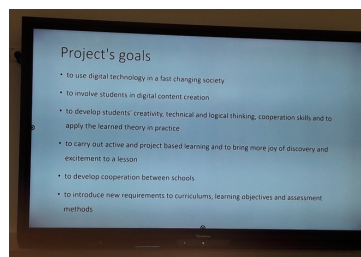 Project's goals
• to use digital technology in a fast changing society
• to involve students in digital content creation
• to develop students' creativity, technical and logical thinking, cooperation skills and to
apply the learned theory in practice
• to carry out active and project based learning and to bring more joy of discovery and
excitement to a lesson
• to develop cooperation between schools
• to introduce new requirements to curriculums, learning objectives and assessment
methods